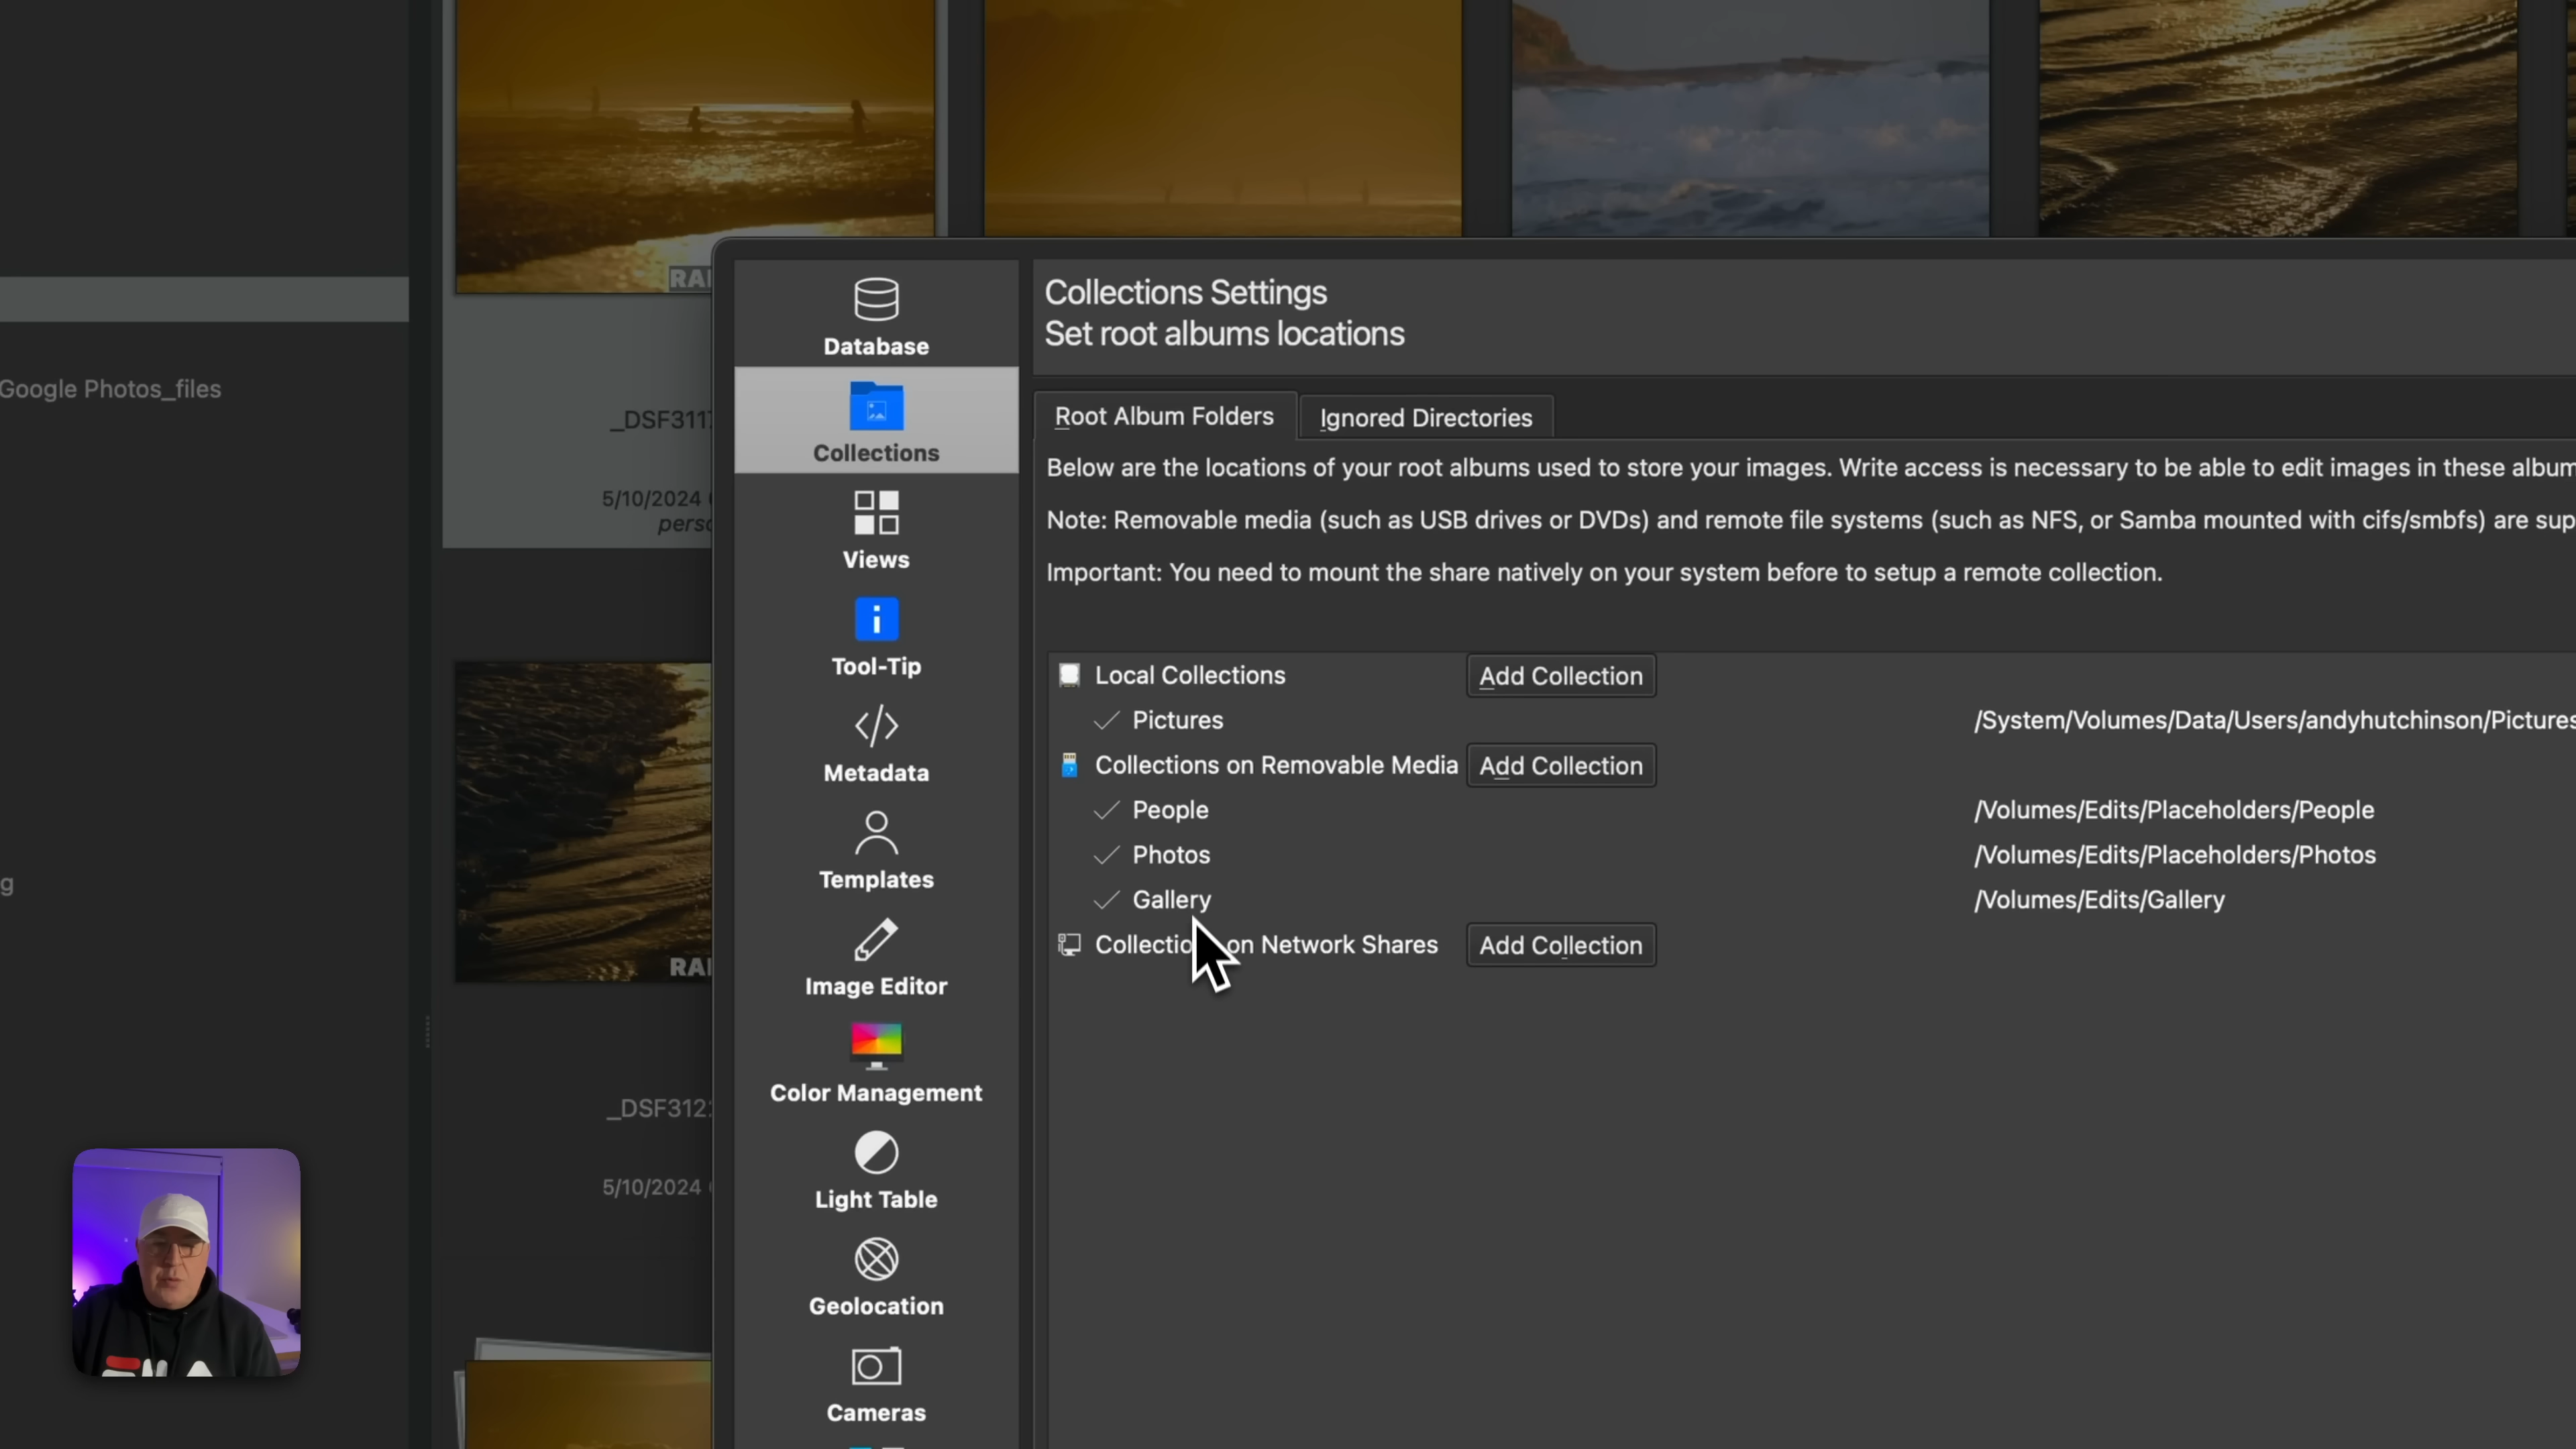 Google Photos_files
g
RA
_DSF311
5/10/2024
perso
RA
_DSF312
5/10/2024
Database
Collections
Views
Tool-Tip
Metadata
Templates
Image Editor
Color Management
Light Table
Geolocation
Cameras
Collections Settings
Set root albums locations
Root Album Folders
Ignored Directories
Below are the locations of your root albums used to store your images. Write access is necessary to be able to edit images in these album
Note: Removable media (such as USB drives or DVDs) and remote file systems (such as NFS, or Samba mounted with cifs/smbfs) are sup
Important: You need to mount the share natively on your system before to setup a remote collection.
Local Collections Add Collection
Pictures /System/Volumes/Data/Users/andyhutchinson/Pictures
Collections on Removable Media Add Collection
People /Volumes/Edits/Placeholders/People
Photos /Volumes/Edits/Placeholders/Photos
Gallery /Volumes/Edits/Gallery
Collection on Network Shares Add Collection